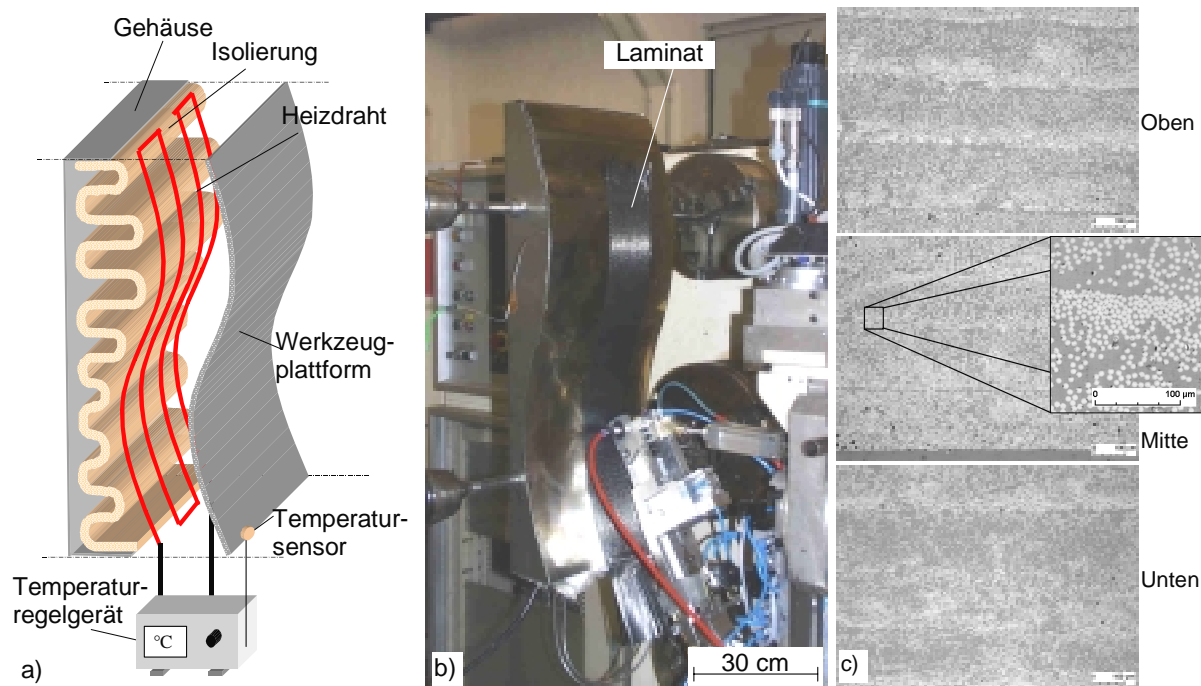 Gehäuse
Isolierung
Heizdraht
Werkzeug-
plattform
Temperatur-
sensor
Temperatur-
regelgerät
°C
a)
Laminat
b)
30 cm
Oben
0 100 µm
Mitte
Unten
c)